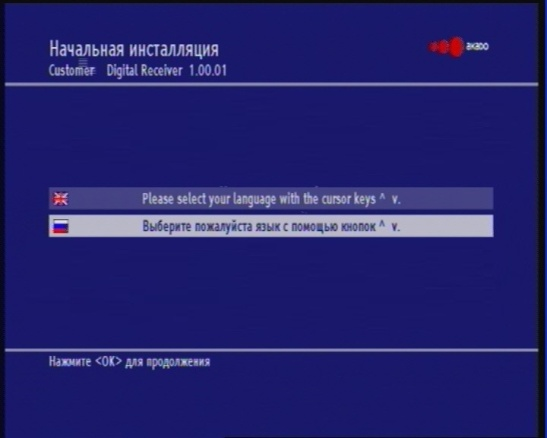 Начальная инсталляция
акадо
Customer Digital Receiver 1.00.01
Please select your language with the cursor keys ^ v.
Выберите пожалуйста язык с помощью кнопок ^ v.
Нажмите <OK> для продолжения